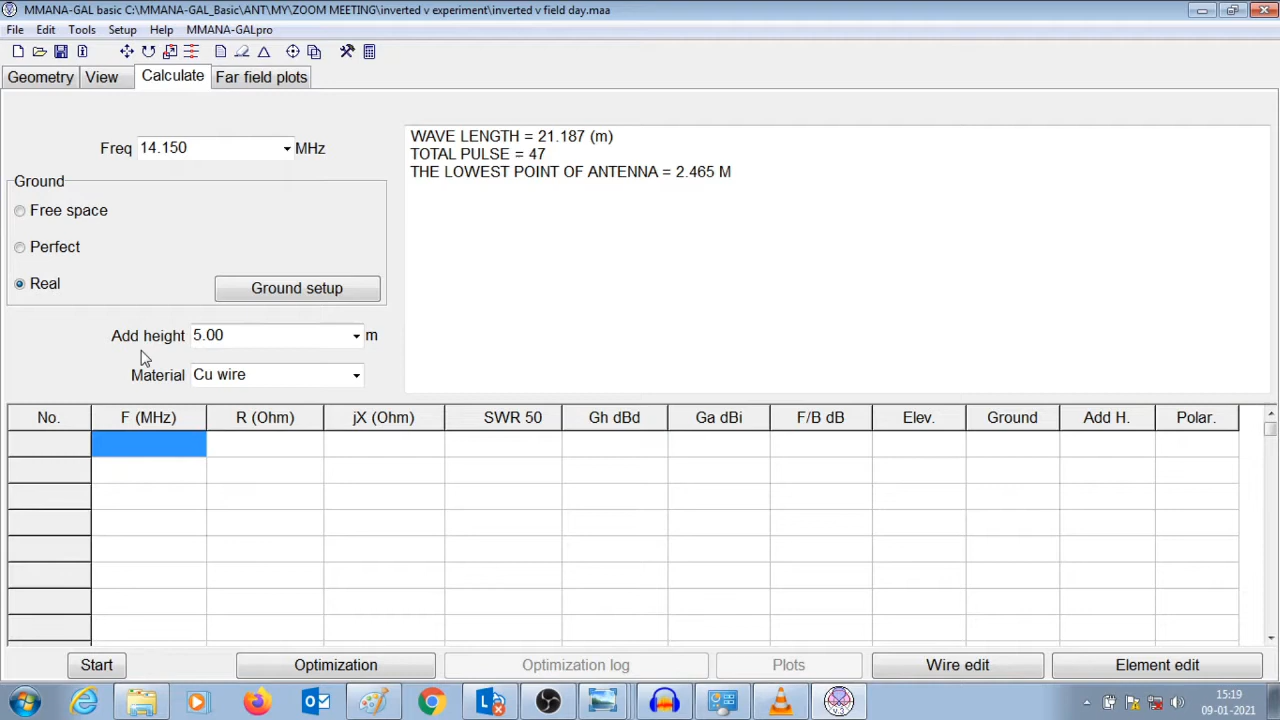 MMANA-GAL basic C:\MMANA-GAL_Basic\ANT\MY\ZOOM MEETING\inverted v experiment\inverted v field day.maa
File Edit Tools Setup Help MMANA-GALpro
Geometry View Calculate Far field plots
Freq 14.150 MHz
WAVE LENGTH = 21.187 (m)
TOTAL PULSE = 47
THE LOWEST POINT OF ANTENNA = 2.465 M
Ground
Free space
Perfect
Real Ground setup
Add height 5.00 m
Material Cu wire
No. F (MHz) R (Ohm) jX (Ohm) SWR 50 Gh dBd Ga dBi F/B dB Elev. Ground Add H. Polar.
Start Optimization Optimization log Plots Wire edit Element edit
15:19
09-01-2021